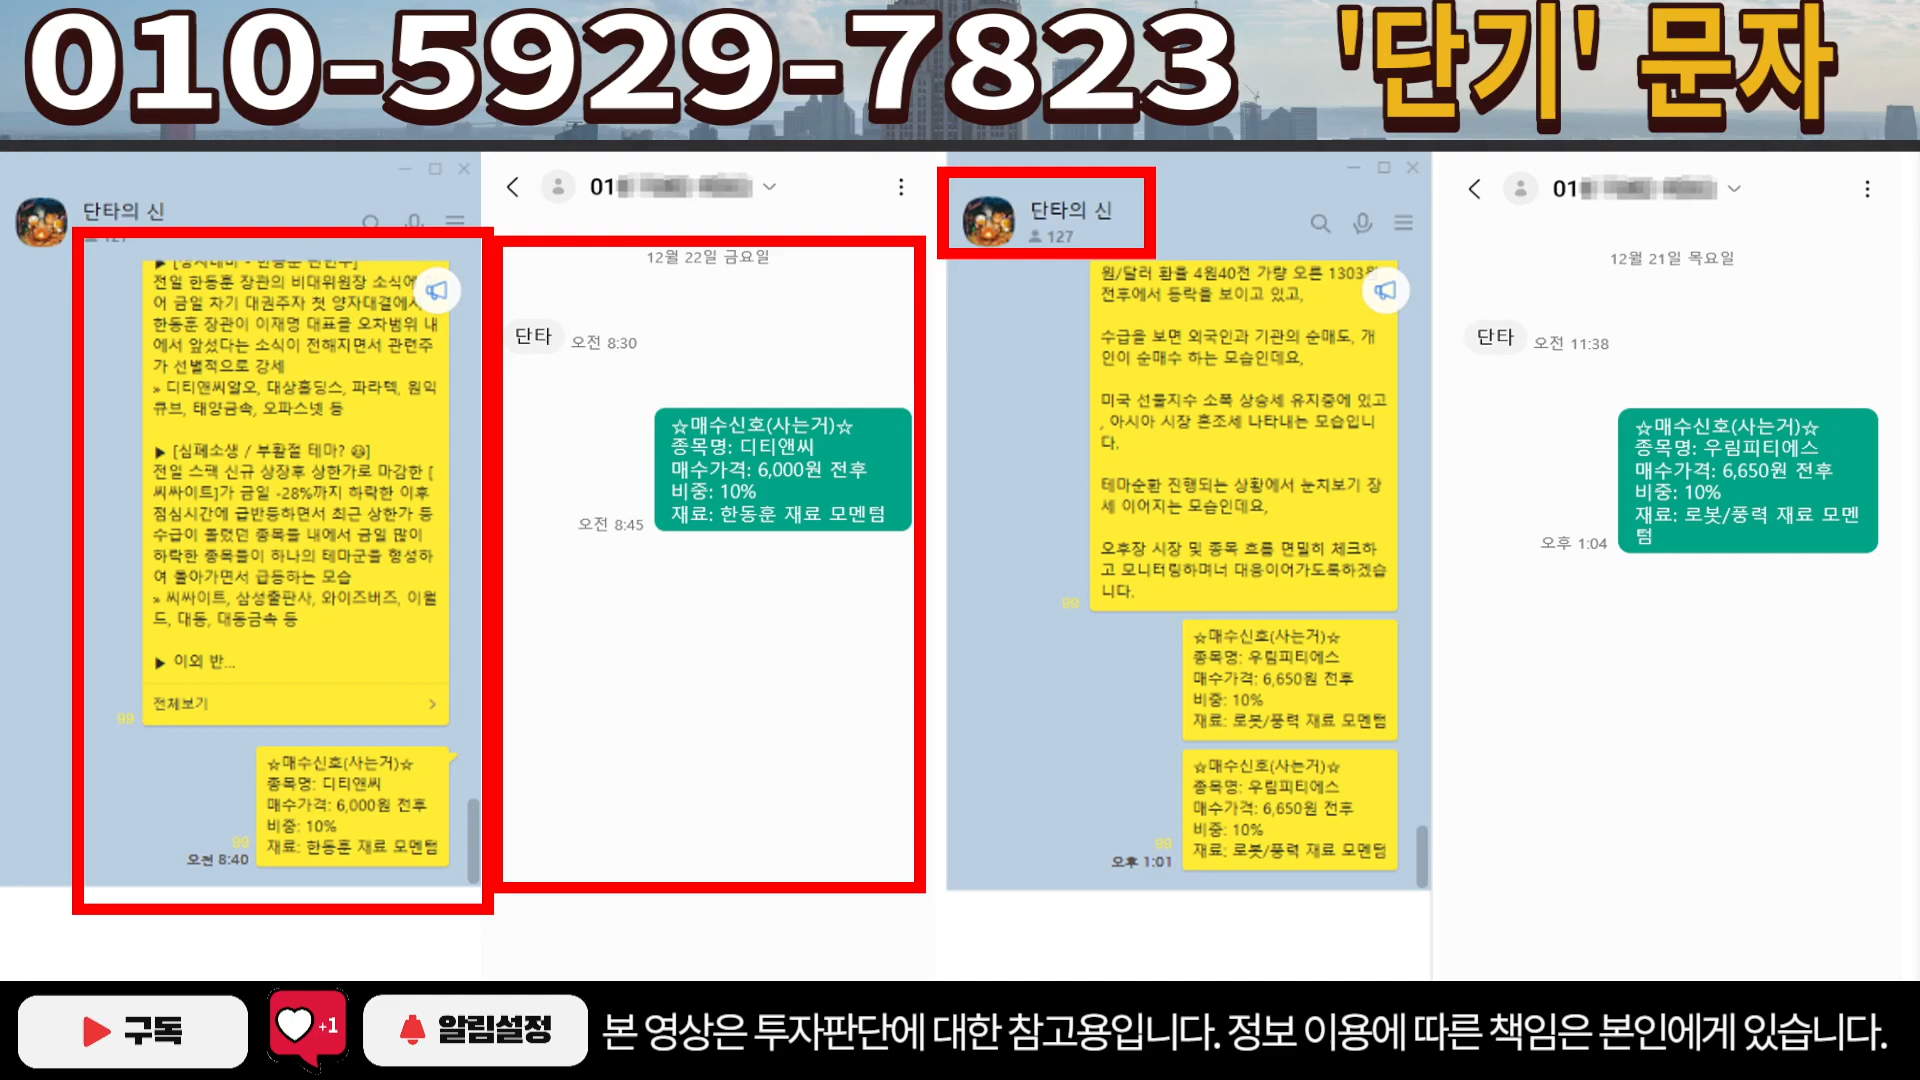 010-5929-7823 '단기' 문자
단타의 신
127
▶ [정치테마 - 한동훈 관련주]
전일 한동훈 장관의 비대위원장 소식에
어 금일 차기 대권주자 첫 양자대결에서
한동훈 장관이 이재명 대표를 오차범위 내
에서 앞섰다는 소식이 전해지면서 관련주
가 선별적으로 강세
» 디티앤씨알오, 대상홀딩스, 파라텍, 원익
큐브, 태양금속, 오파스넷 등
▶ [심폐소생 / 부활절 테마? 😂]
전일 스팩 신규 상장후 상한가로 마감한 [
씨싸이트]가 금일 -28%까지 하락한 이후
점심시간에 급반등하면서 최근 상한가 등
수급이 몰렸던 종목들 내에서 금일 많이
하락한 종목들이 하나의 테마군을 형성하
여 돌아가면서 급등하는 모습
» 씨싸이트, 삼성출판사, 와이즈버즈, 이월
드, 대동, 대동금속 등
▶ 이외 반...
전체보기
99
☆매수신호(사는거)☆
종목명: 디티앤씨
매수가격: 6,000원 전후
비중: 10%
재료: 한동훈 재료 모멘텀
99
오전 8:40
01
12월 22일 금요일
단타
오전 8:30
☆매수신호(사는거)☆
종목명: 디티앤씨
매수가격: 6,000원 전후
비중: 10%
재료: 한동훈 재료 모멘텀
오전 8:45
단타의 신
127
원/달러 환율 4원40전 가량 오른 1303원
전후에서 등락을 보이고 있고,
수급을 보면 외국인과 기관의 순매도, 개
인이 순매수 하는 모습인데요,
미국 선물지수 소폭 상승세 유지중에 있고
, 아시아 시장 혼조세 나타내는 모습입니
다.
테마순환 진행되는 상황에서 눈치보기 장
세 이어지는 모습인데요,
오후장 시장 및 종목 흐름 면밀히 체크하
고 모니터링하며너 대응이어가도록하겠습
니다.
99
☆매수신호(사는거)☆
종목명: 우림피티에스
매수가격: 6,650원 전후
비중: 10%
재료: 로봇/풍력 재료 모멘텀
☆매수신호(사는거)☆
종목명: 우림피티에스
매수가격: 6,650원 전후
비중: 10%
재료: 로봇/풍력 재료 모멘텀
99
오후 1:01
01
12월 21일 목요일
단타
오전 11:38
☆매수신호(사는거)☆
종목명: 우림피티에스
매수가격: 6,650원 전후
비중: 10%
재료: 로봇/풍력 재료 모멘
텀
오후 1:04
구독
+1
알림설정
본 영상은 투자판단에 대한 참고용입니다. 정보 이용에 따른 책임은 본인에게 있습니다.